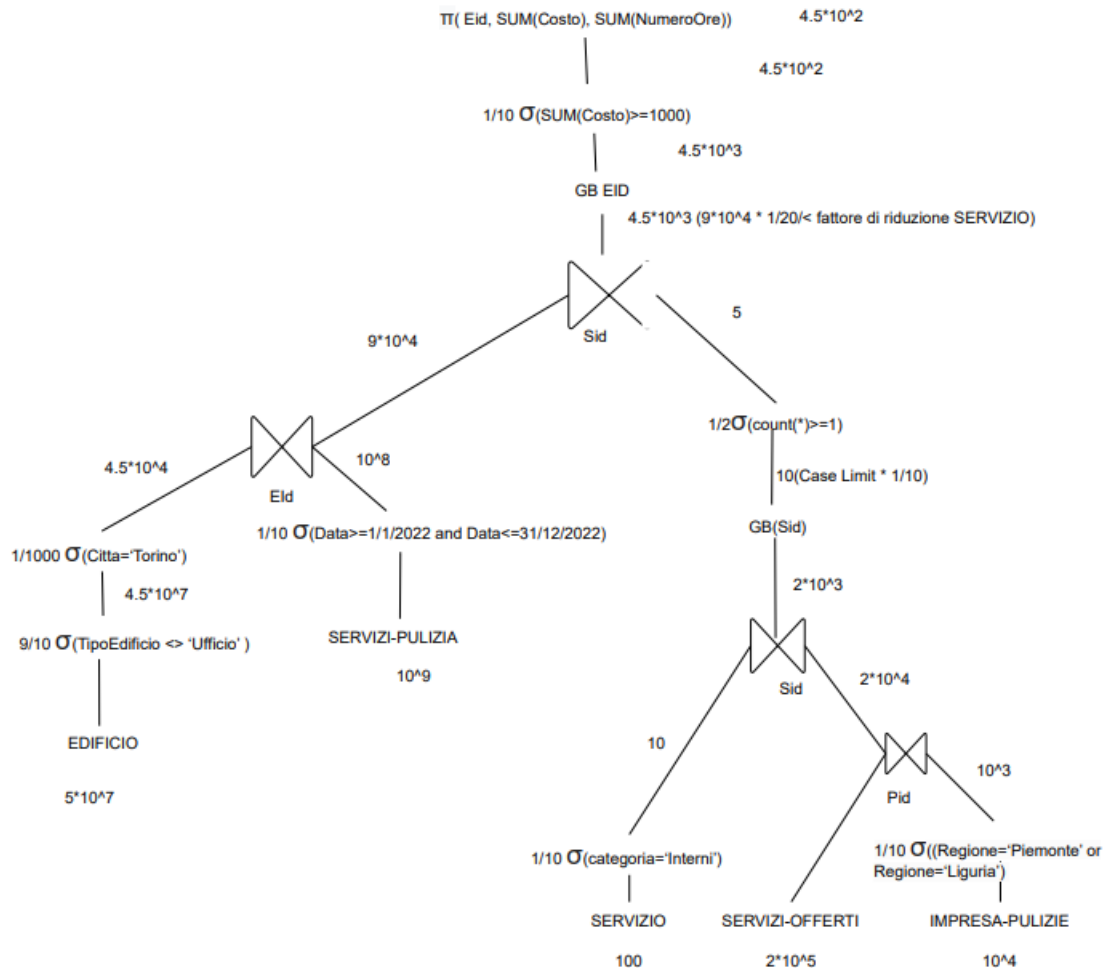 π( Eid, SUM(Costo), SUM(NumeroOre))
4.5*10^2
4.5*10^2
1/10 σ(SUM(Costo)>=1000)
4.5*10^3
GB EID
4.5*10^3 (9*10^4 * 1/20/< fattore di riduzione SERVIZIO)
Sid
5
9*10^4
1/2σ(count(*)>=1)
4.5*10^4
10^8
EId
10(Case Limit * 1/10)
GB(Sid)
1/10 σ(Data>=1/1/2022 and Data<=31/12/2022)
1/1000 σ(Citta='Torino')
4.5*10^7
2*10^3
9/10 σ(TipoEdificio <> 'Ufficio' )
SERVIZI-PULIZIA
10^9
Sid
2*10^4
10
EDIFICIO
5*10^7
10^3
Pid
1/10 σ(categoria='Interni')
1/10 σ((Regione='Piemonte' or
Regione='Liguria')
SERVIZIO
SERVIZI-OFFERTI
IMPRESA-PULIZIE
100
2*10^5
10^4